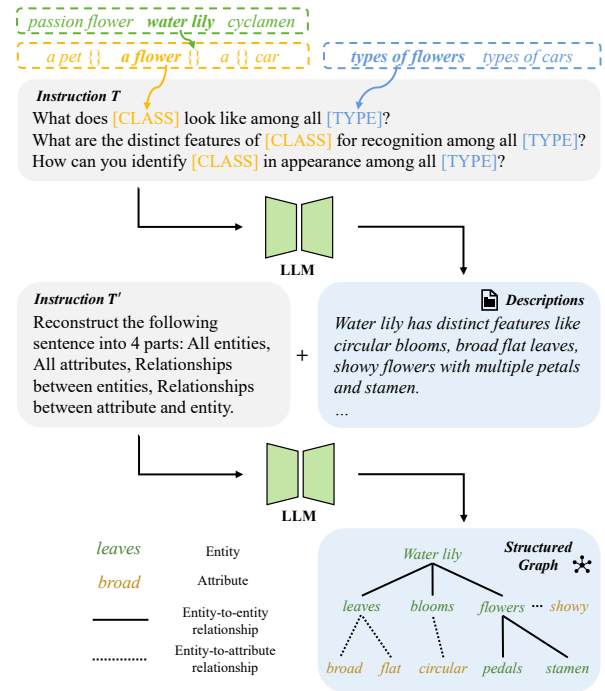 passion flower water lily cyclamen
a pet {} a flower {} a {} car
types of flowers types of cars
Instruction T
What does [CLASS] look like among all [TYPE]?
What are the distinct features of [CLASS] for recognition among all [TYPE]?
How can you identify [CLASS] in appearance among all [TYPE]?
LLM
Instruction T'
Reconstruct the following
sentence into 4 parts: All entities,
All attributes, Relationships
between entities, Relationships
between attribute and entity.
+
Descriptions
Water lily has distinct features like
circular blooms, broad flat leaves,
showy flowers with multiple petals
and stamen.
...
LLM
leaves Entity
broad Attribute
Entity-to-entity
relationship
Entity-to-attribute
relationship
Structured
Graph
Water lily
leaves blooms flowers ... showy
broad flat circular pedals stamen